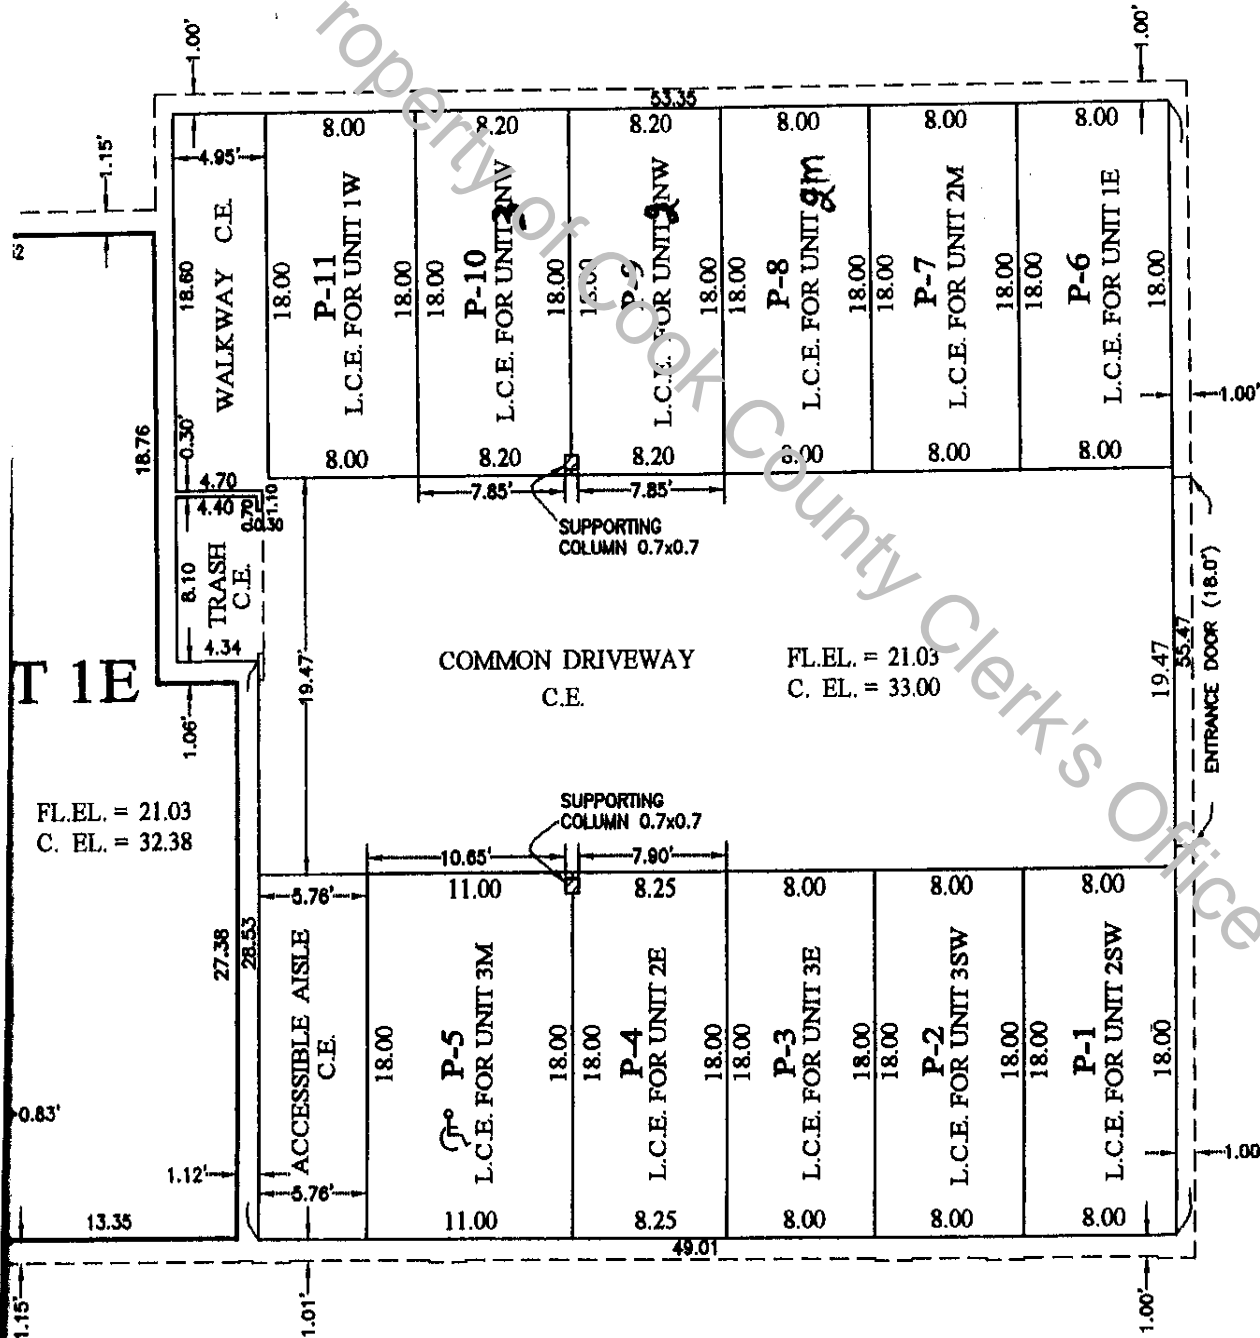 roperty of Cook County Clerk's Office
1.00'
1.00'
53.35
1.15'
4.95'
8.00
8.20
8.20
8.00
8.00
8.00
WALKWAY C.E.
18.60
0.30'
18.00
P-11
L.C.E. FOR UNIT 1W
18.00
18.00
P-10
L.C.E. FOR UNIT 2NW
18.00
18.00
P-9
L.C.E. FOR UNIT 2NW
18.00
18.00
P-8
L.C.E. FOR UNIT 2m
18.00
18.00
P-7
L.C.E. FOR UNIT 2M
18.00
18.00
P-6
L.C.E. FOR UNIT 1E
18.00
1.00'
18.76
8.00
8.20
8.20
8.00
8.00
8.00
4.70
4.40
0.70
0.30
1.10
7.85'
7.85'
SUPPORTING
COLUMN 0.7x0.7
8.10
TRASH
C.E.
4.34
19.47'
COMMON DRIVEWAY
C.E.
FL.EL. = 21.03
C. EL. = 33.00
19.47
55.47
ENTRANCE DOOR (18.0')
T 1E
1.06'
FL.EL. = 21.03
C. EL. = 32.38
SUPPORTING
COLUMN 0.7x0.7
10.65'
7.90'
5.76'
11.00
8.25
8.00
8.00
8.00
27.38
28.53
ACCESSIBLE AISLE
C.E.
18.00
P-5
L.C.E. FOR UNIT 3M
18.00
18.00
P-4
L.C.E. FOR UNIT 2E
18.00
18.00
P-3
L.C.E. FOR UNIT 3E
18.00
18.00
P-2
L.C.E. FOR UNIT 3SW
18.00
18.00
P-1
L.C.E. FOR UNIT 2SW
18.00
0.83'
1.12'
5.76'
1.00
13.35
11.00
8.25
8.00
8.00
8.00
49.01
1.15'
1.01'
1.00'